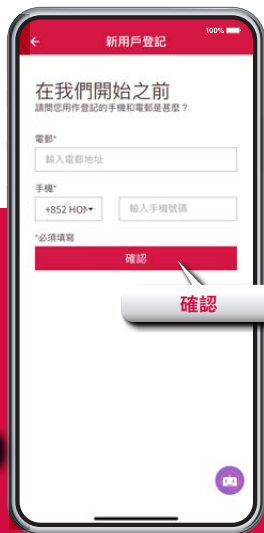 100%
新用戶登記
在我們開始之前
請問您用作登記的手機和電郵是甚麼？
電郵*
輸入電郵地址
手機*
+852 HON
輸入手機號碼
*必須填寫
確認
確認